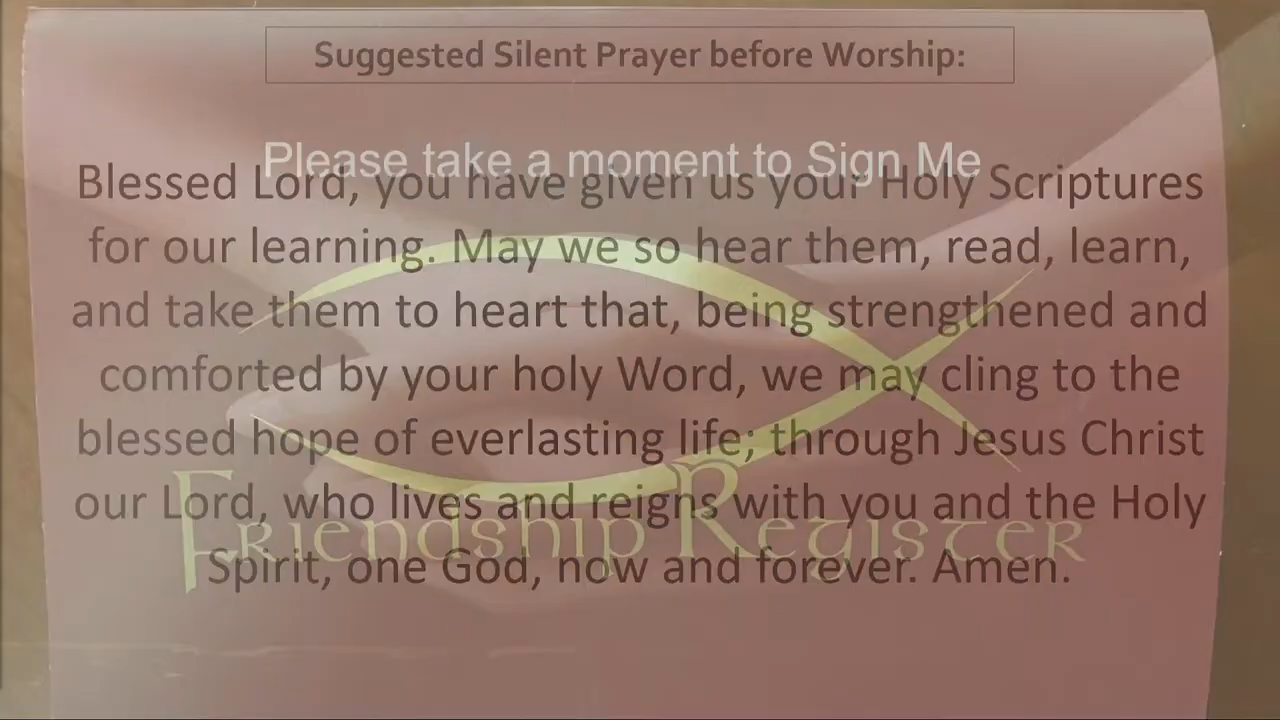 Suggested Silent Prayer before Worship:
Please take a moment to Sign Me
Blessed Lord, you have given us your Holy Scriptures
for our learning. May we so hear them, read, learn,
and take them to heart that, being strengthened and
comforted by your holy Word, we may cling to the
blessed hope of everlasting life; through Jesus Christ
our Lord, who lives and reigns with you and the Holy
Friendship Register
Spirit, one God, now and forever. Amen.